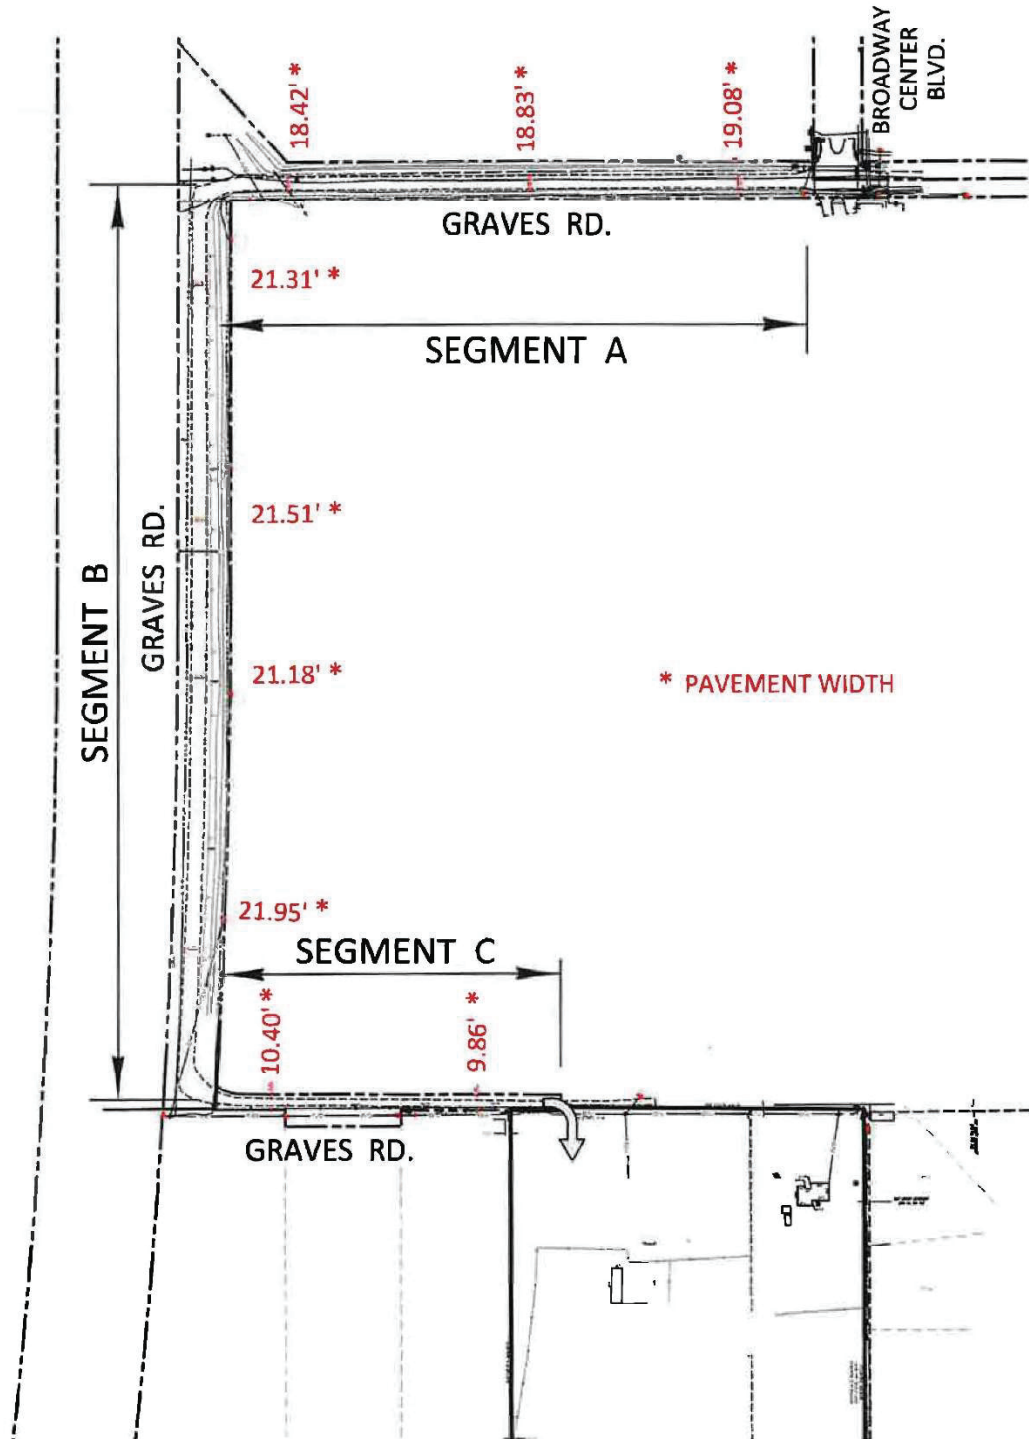 BROADWAY
CENTER
BLVD.
18.42' *
18.83' *
19.08' *
GRAVES RD.
21.31' *
SEGMENT A
21.51' *
GRAVES RD.
SEGMENT B
21.18' *
* PAVEMENT WIDTH
21.95' *
SEGMENT C
10.40' *
9.86' *
GRAVES RD.